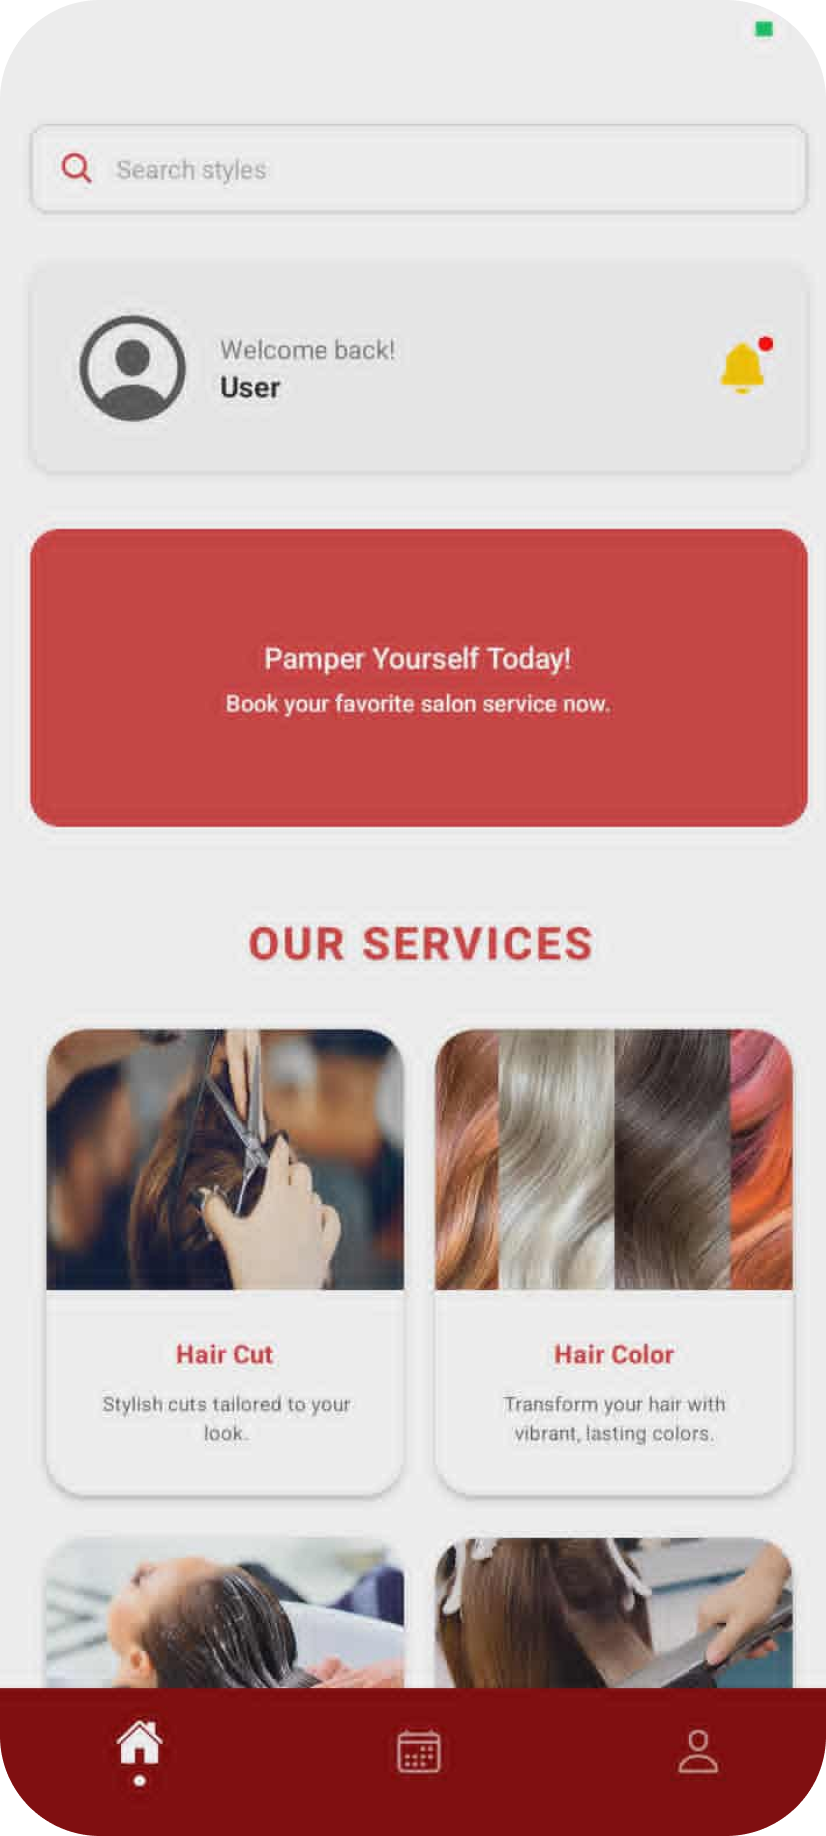 Search styles
Welcome back!
User
Pamper Yourself Today!
Book your favorite salon service now.
OUR SERVICES
Hair Cut
Stylish cuts tailored to your
look.
Hair Color
Transform your hair with
vibrant, lasting colors.